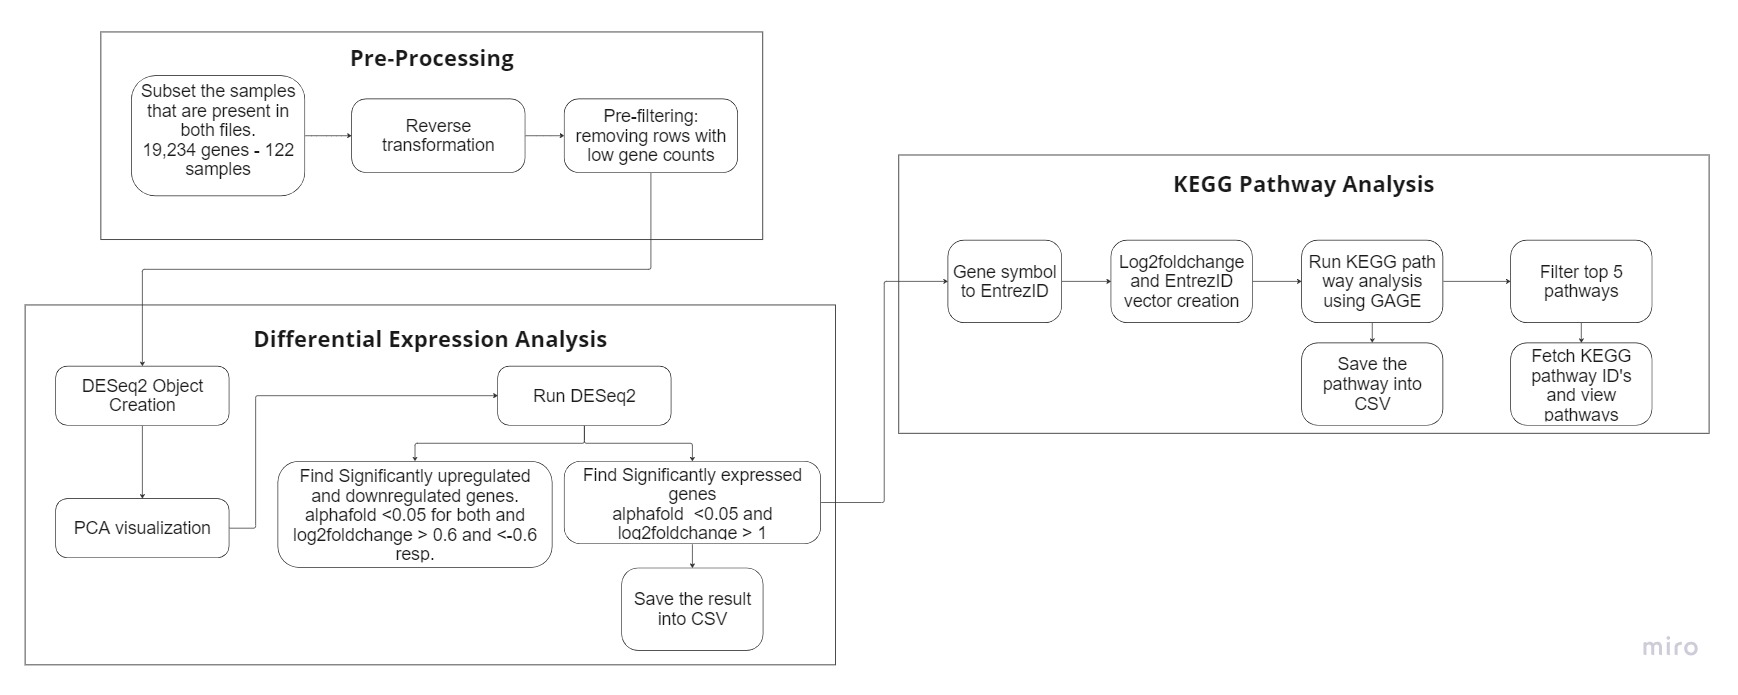 Pre-Processing
Subset the samples
that are present in
both files.
19,234 genes - 122
samples
Reverse
transformation
Pre-filtering:
removing rows with
low gene counts
Differential Expression Analysis
DESeq2 Object
Creation
PCA visualization
Run DESeq2
Find Significantly upregulated
and downregulated genes.
alphafold <0.05 for both and
log2foldchange > 0.6 and <-0.6
resp.
Find Significantly expressed
genes
alphafold  <0.05 and
log2foldchange > 1
Save the result
into CSV
KEGG Pathway Analysis
Gene symbol
to EntrezID
Log2foldchange
and EntrezID
vector creation
Run KEGG path
way analysis
using GAGE
Save the
pathway into
CSV
Filter top 5
pathways
Fetch KEGG
pathway ID's
and view
pathways
miro